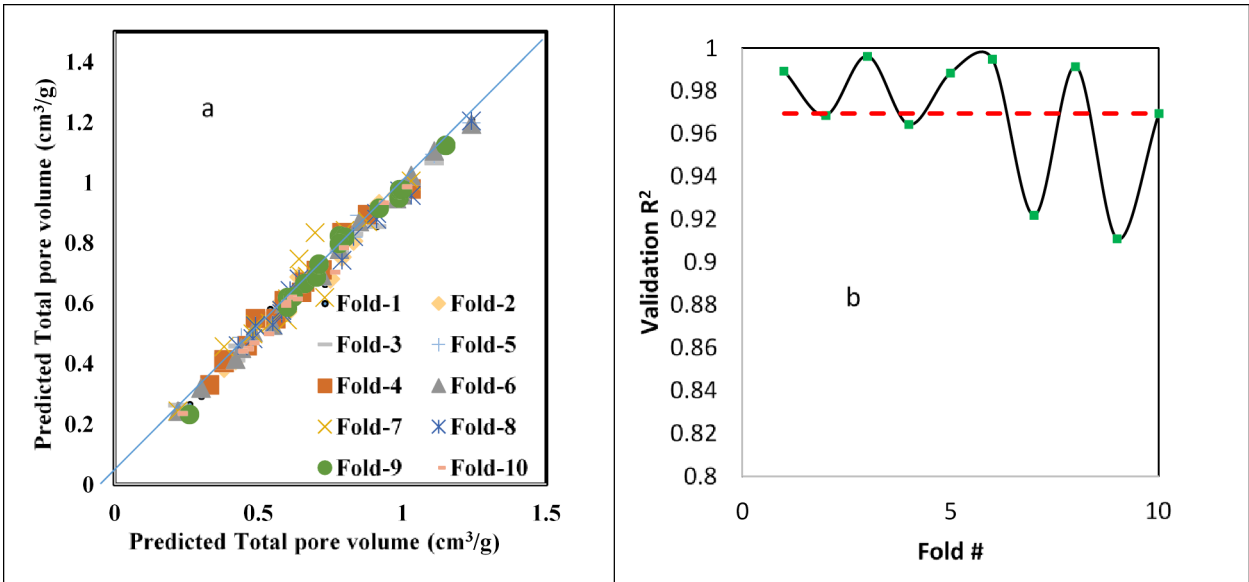 a
Predicted Total pore volume (cm³/g)
1.4
1.2
1
0.8
0.6
0.4
0.2
0
0
0.5
1
1.5
Predicted Total pore volume (cm³/g)
Fold-1
Fold-2
Fold-3
Fold-5
Fold-4
Fold-6
Fold-7
Fold-8
Fold-9
Fold-10
b
Validation R²
1
0.98
0.96
0.94
0.92
0.9
0.88
0.86
0.84
0.82
0.8
0
5
10
Fold #